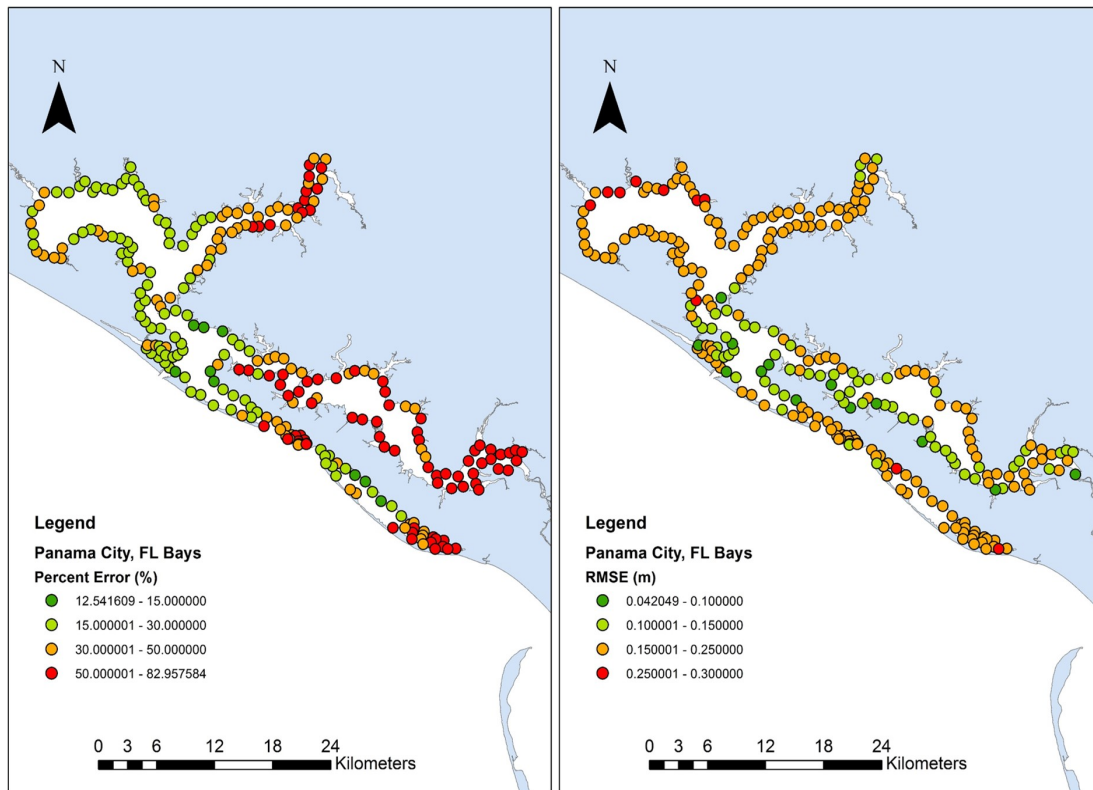 N
Legend
Panama City, FL Bays
Percent Error (%)
12.541609 - 15.000000
15.000001 - 30.000000
30.000001 - 50.000000
50.000001 - 82.957584
0 3 6 12 18 24
Kilometers
N
Legend
Panama City, FL Bays
RMSE (m)
0.042049 - 0.100000
0.100001 - 0.150000
0.150001 - 0.250000
0.250001 - 0.300000
0 3 6 12 18 24
Kilometers